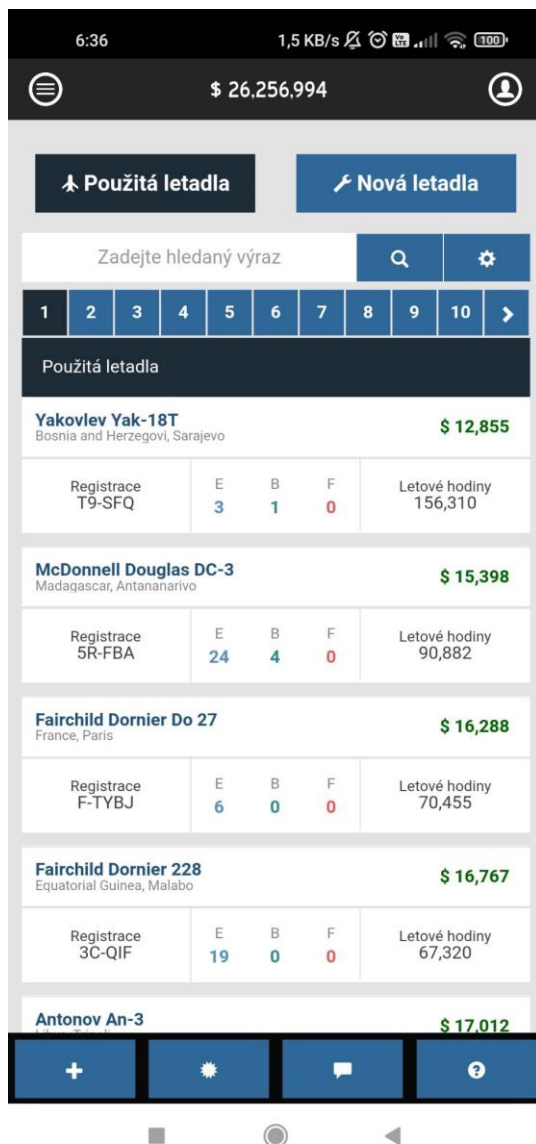 6:36 1,5 KB/s Vo LTE 100
$ 26,256,994
Použitá letadla Nová letadla
Zadejte hledaný výraz
1 2 3 4 5 6 7 8 9 10
Použitá letadla
Yakovlev Yak-18T $ 12,855
Bosnia and Herzegovi, Sarajevo
Registrace E B F Letové hodiny
T9-SFQ 3 1 0 156,310
McDonnell Douglas DC-3 $ 15,398
Madagascar, Antananarivo
Registrace E B F Letové hodiny
5R-FBA 24 4 0 90,882
Fairchild Dornier Do 27 $ 16,288
France, Paris
Registrace E B F Letové hodiny
F-TYBJ 6 0 0 70,455
Fairchild Dornier 228 $ 16,767
Equatorial Guinea, Malabo
Registrace E B F Letové hodiny
3C-QIF 19 0 0 67,320
Antonov An-3 $ 17,012